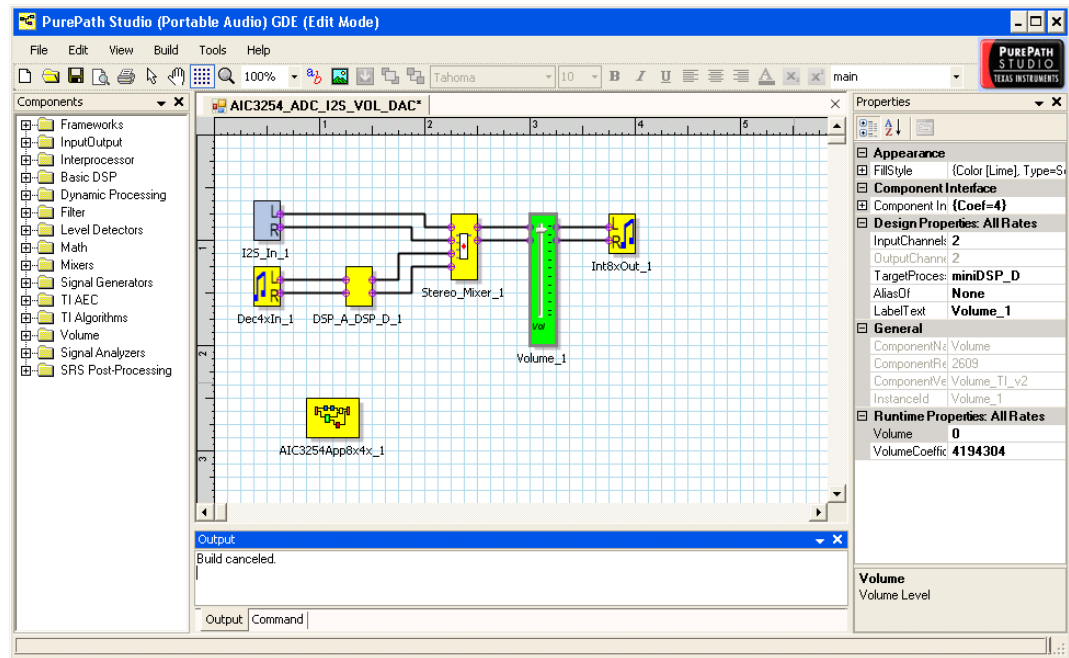 PurePath Studio (Portable Audio) GDE (Edit Mode)
File Edit View Build Tools Help
PUREPATH
STUDIO
TEXAS INSTRUMENTS
100% Tahoma 10 B I U A main
Components
Frameworks
InputOutput
Interprocessor
Basic DSP
Dynamic Processing
Filter
Level Detectors
Math
Mixers
Signal Generators
TI AEC
TI Algorithms
Volume
Signal Analyzers
SRS Post-Processing
AIC3254_ADC_I2S_VOL_DAC*
1 2 3 4 5
1
2
3
L
R
I2S_In_1
L
R
Dec4xIn_1
DSP_A_DSP_D_1
Stereo_Mixer_1
Vol
Volume_1
L
R
Int8xOut_1
AIC3254App8x4x_1
Output
Build canceled.
Output Command
Properties
Appearance
FillStyle {Color [Lime], Type=S
Component Interface
Component In {Coef=4}
Design Properties: All Rates
InputChannels 2
OutputChanne 2
TargetProces miniDSP_D
AliasOf None
LabelText Volume_1
General
ComponentNa Volume
ComponentRe 2609
ComponentVe Volume_TI_v2
InstanceId Volume_1
Runtime Properties: All Rates
Volume 0
VolumeCoeffic 4194304
Volume
Volume Level